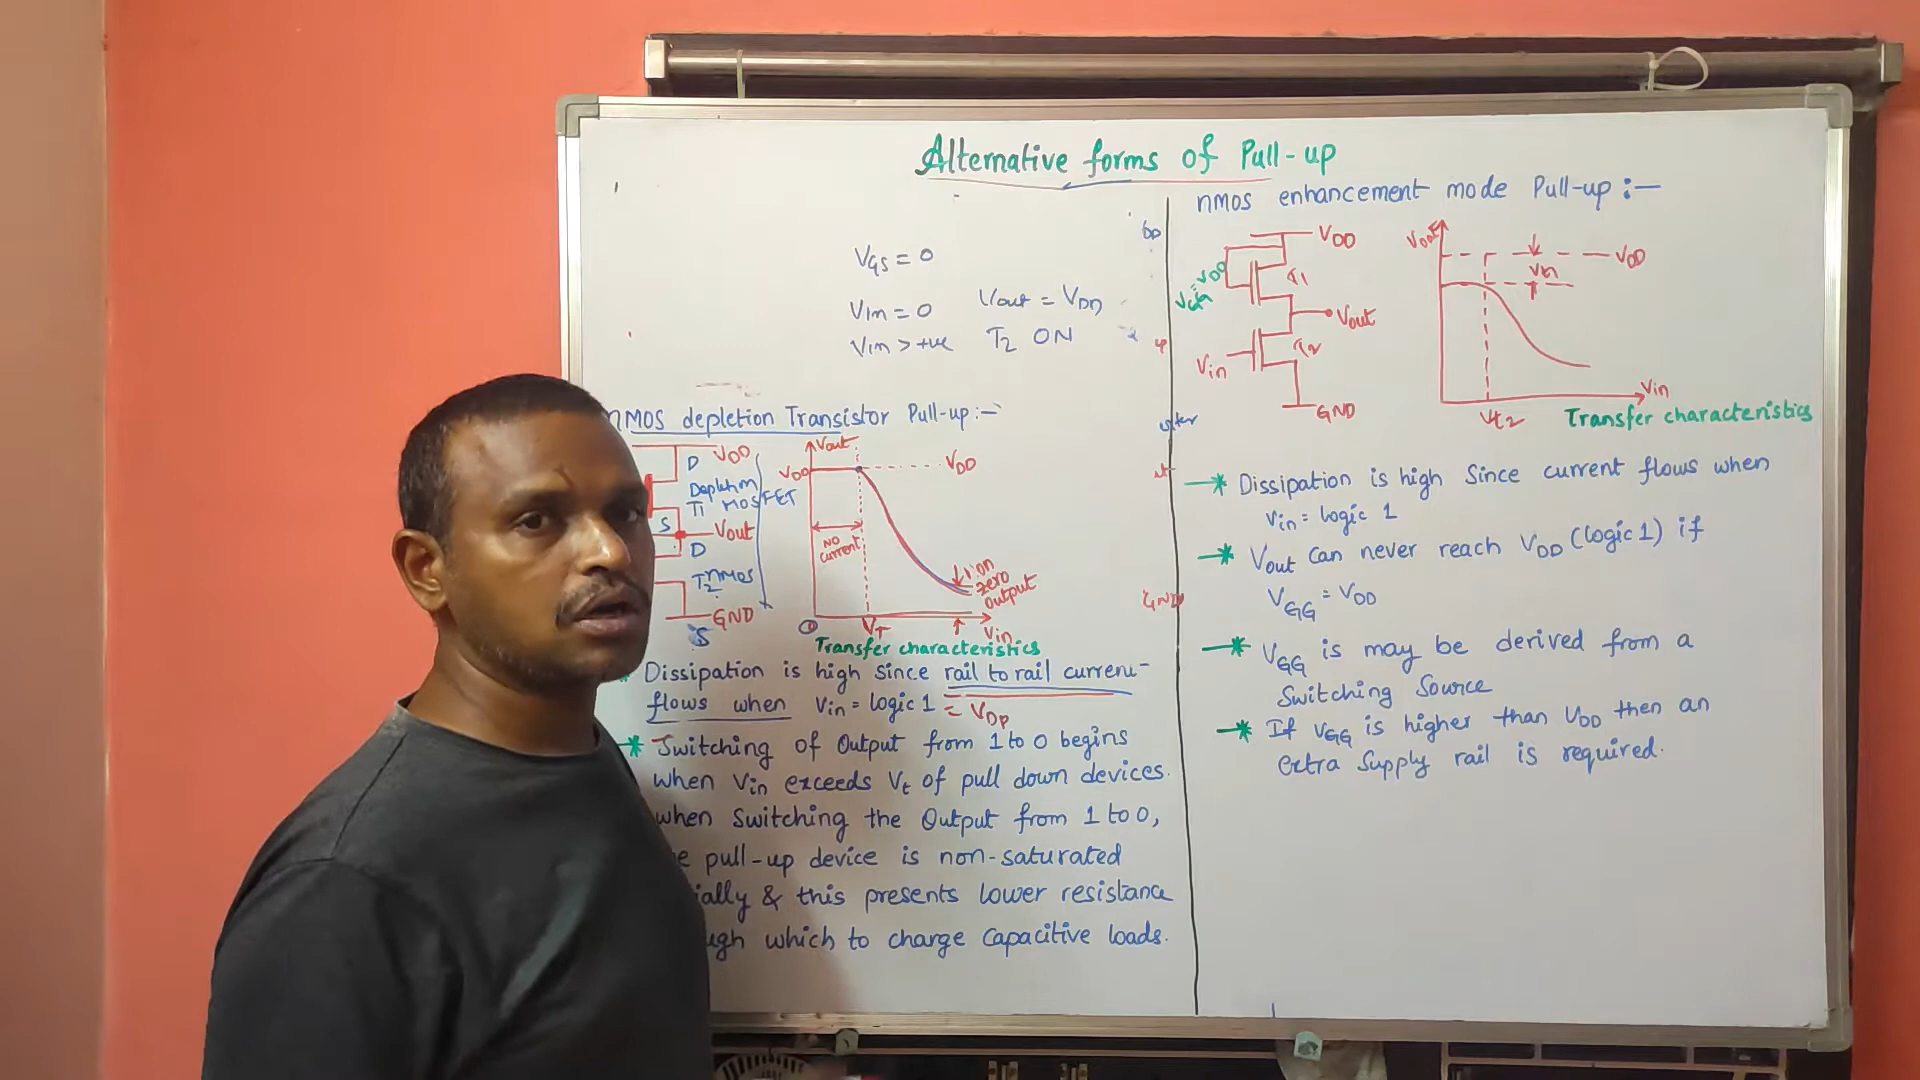 Alternative forms of Pull-up
VGS = 0
Vin = 0 Vout = VDD
Vin > +ve T2 ON
nMOS depletion Transistor Pull-up:-
D VDD
Depletion
T1 MOSFET
S
Vout
D
T2 nMOS
GND
S
Vout
VDD
VDD
NO
current
non
zero
output
O
VT
Vin
Transfer characteristics
Dissipation is high Since rail to rail current
flows when Vin = logic 1 = VDD
* Switching of Output from 1 to 0 begins
when Vin exceeds Vt of pull down devices.
when Switching the Output from 1 to 0,
e pull-up device is non-saturated
ially & this presents lower resistance
ugh which to charge Capacitive loads.
nMOS enhancement mode Pull-up :-
VDD
VDD
=
VGG
T1
Vout
T2
Vin
GND
Vout
VDD
Vin
Vt2
Transfer characteristics
GND
→* Dissipation is high Since current flows when
Vin = logic 1
→* Vout can never reach VDD (logic 1) if
VGG = VDD
→* VGG is may be derived from a
Switching Source
→* If VGG is higher than VDD then an
extra Supply rail is required.